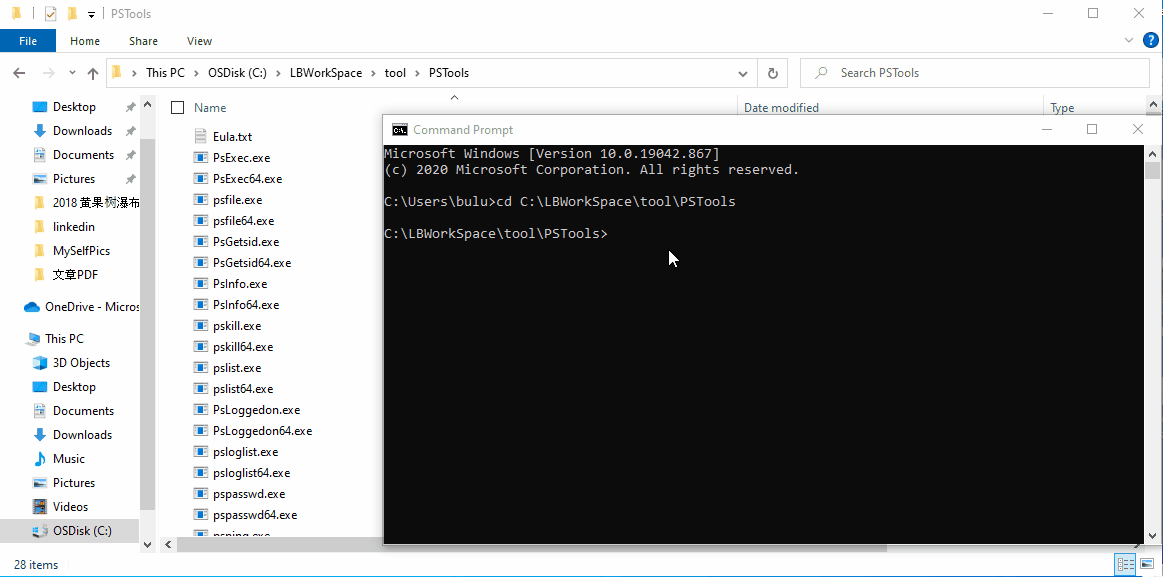 PSTools
File Home Share View
This PC > OSDisk (C:) > LBWorkSpace > tool > PSTools
Search PSTools
Name
Date modified
Type
Desktop
Downloads
Documents
Pictures
2018 黄果树瀑布
linkedin
MySelfPics
文章PDF
OneDrive - Micros
This PC
3D Objects
Desktop
Documents
Downloads
Music
Pictures
Videos
OSDisk (C:)
Eula.txt
PsExec.exe
PsExec64.exe
psfile.exe
psfile64.exe
PsGetsid.exe
PsGetsid64.exe
PsInfo.exe
PsInfo64.exe
pskill.exe
pskill64.exe
pslist.exe
pslist64.exe
PsLoggedon.exe
PsLoggedon64.exe
psloglist.exe
psloglist64.exe
pspasswd.exe
pspasswd64.exe
psping.exe
Command Prompt
Microsoft Windows [Version 10.0.19042.867]
(c) 2020 Microsoft Corporation. All rights reserved.
C:\Users\bulu>cd C:\LBWorkSpace\tool\PSTools
C:\LBWorkSpace\tool\PSTools>
28 items